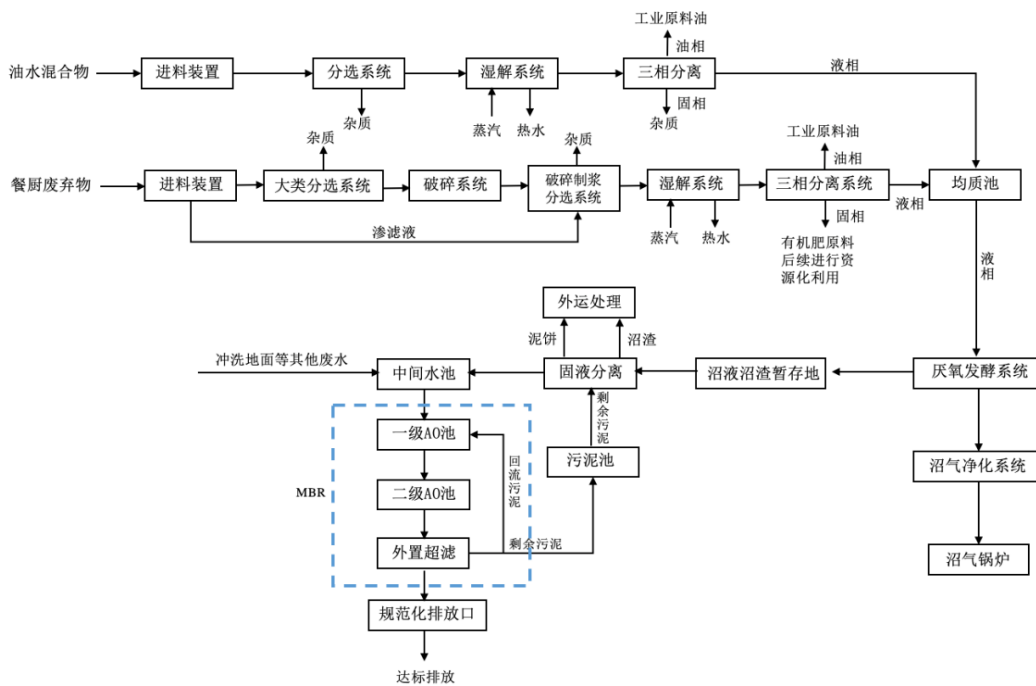 工业原料油
油相
油水混合物
进料装置
分选系统
湿解系统
三相分离
液相
杂质
蒸汽
热水
固相
杂质
杂质
杂质
工业原料油
油相
餐厨废弃物
进料装置
大类分选系统
破碎系统
破碎制浆
分选系统
湿解系统
三相分离系统
液相
均质池
渗滤液
蒸汽
热水
固相
有机肥原料
后续进行资
源化利用
液相
外运处理
泥饼
沼渣
冲洗地面等其他废水
中间水池
固液分离
沼液沼渣暂存地
厌氧发酵系统
剩余污泥
一级AO池
回流污泥
污泥池
沼气净化系统
MBR
二级AO池
外置超滤
剩余污泥
沼气锅炉
规范化排放口
达标排放